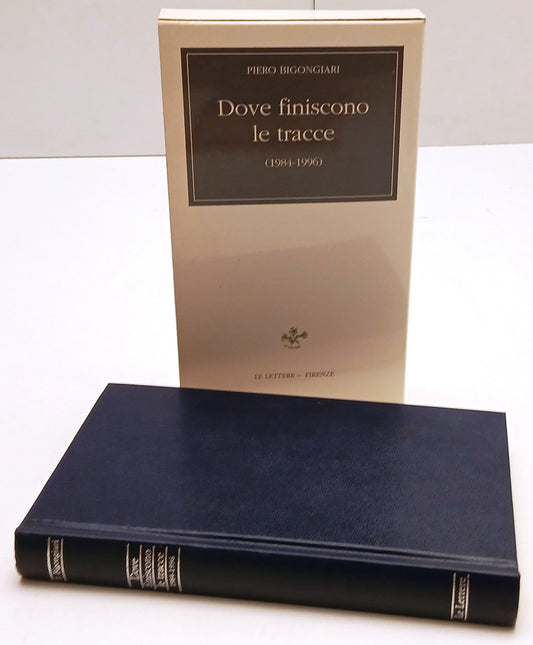 PIERO BIGONGIARI
Dove finiscono
le tracce
(1984-1996)
LE LETTERE – FIRENZE
Bigongiari
Dove
finiscono
le tracce
1984-1996
Le Lettere